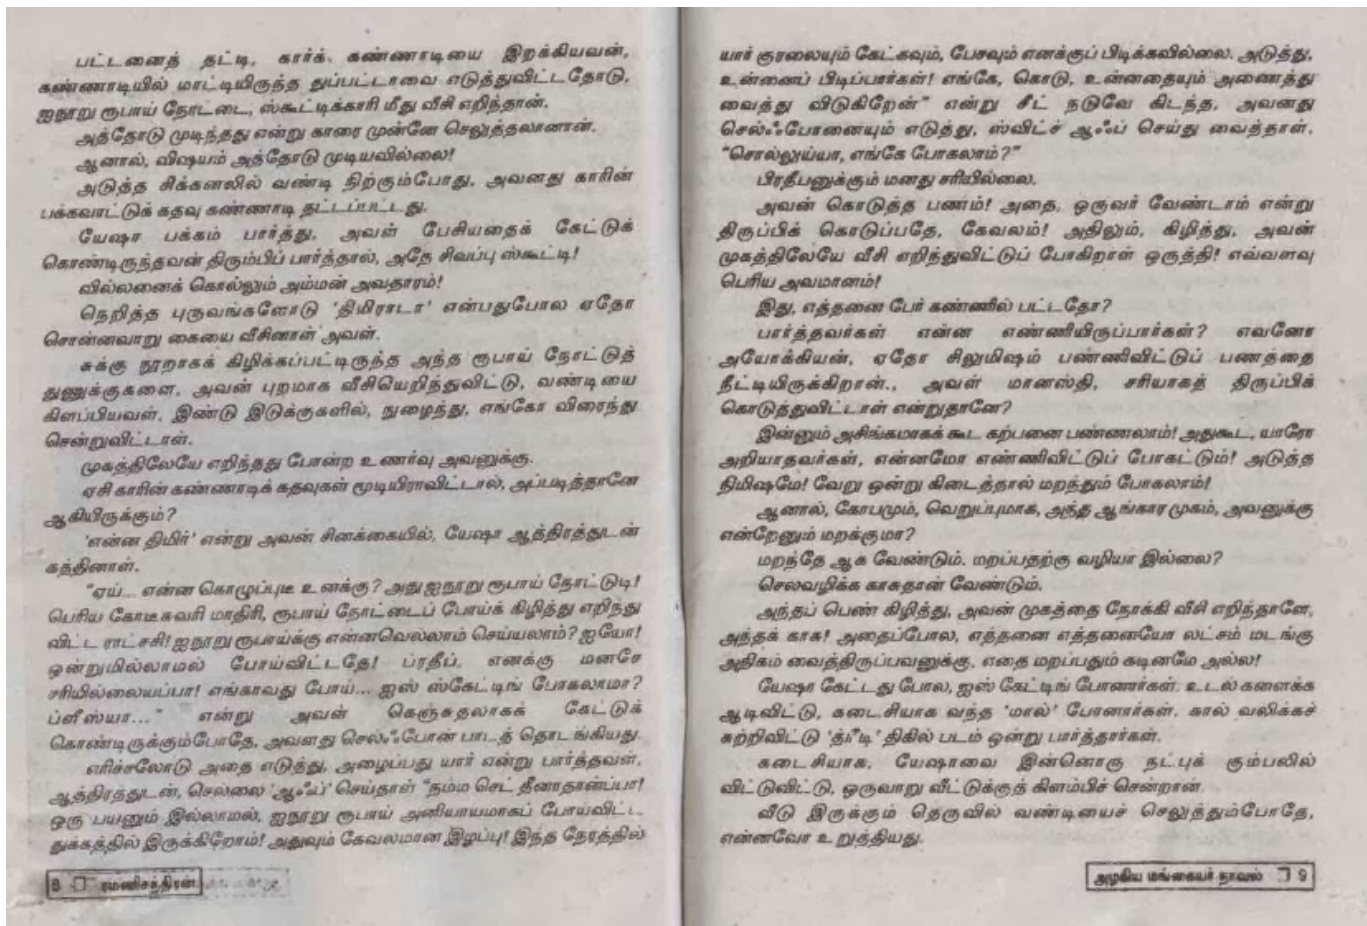 பட்டனைத் தட்டி, கார்க் கண்ணாடியை இறக்கியவன்,
கண்ணாடியில் மாட்டியிருந்த துப்பட்டாவை எடுத்துவிட்டதோடு,
ஐநூறு ரூபாய் நோட்டை, ஸ்கூட்டிக்காரி மீது வீசி எறிந்தான்.
அத்தோடு முடிந்தது என்று காரை முன்னே செலுத்தலானான்.
ஆனால், விஷயம் அத்தோடு முடியவில்லை!
அடுத்த சிக்கனலில் வண்டி நிற்கும்போது, அவனது காரின்
பக்கவாட்டுக் கதவு கண்ணாடி தட்டப்பட்டது.
யேஷா பக்கம் பார்த்து, அவள் பேசியதைக் கேட்டுக்
கொண்டிருந்தவன் திரும்பிப் பார்த்தால், அதே சிவப்பு ஸ்கூட்டி!
வில்லனைக் கொல்லும் அம்மன் அவதாரம்!
நெறித்த புருவங்களோடு 'திமிராடா' என்பதுபோல ஏதோ
சொன்னவாறு கையை வீசினாள் அவள்.
சுக்கு நூறாகக் கிழிக்கப்பட்டிருந்த அந்த ரூபாய் நோட்டுத்
துணுக்குகளை, அவன் புறமாக வீசியெறிந்துவிட்டு, வண்டியை
கிளப்பியவள், இண்டு இடுக்குகளில், நுழைந்து, எங்கோ விரைந்து
சென்றுவிட்டாள்.
முகத்திலேயே எறிந்தது போன்ற உணர்வு அவனுக்கு.
ஏசி காரின் கண்ணாடிக் கதவுகள் மூடியிராவிட்டால், அப்படித்தானே
ஆகியிருக்கும்?
'என்ன திமிர்' என்று அவன் சினக்கையில், யேஷா ஆத்திரத்துடன்
கத்தினாள்.
"ஏய்... என்ன கொழுப்புடீ உனக்கு? அது ஐநூறு ரூபாய் நோட்டுடி!
பெரிய கோடீசுவரி மாதிரி, ரூபாய் நோட்டைப் போய்க் கிழித்து எறிந்து
விட்ட ராட்சசி! ஐநூறு ரூபாய்க்கு என்னவெல்லாம் செய்யலாம்? ஐயோ!
ஒன்றுமில்லாமல் போய்விட்டதே! ப்ரதீப், எனக்கு மனசே
சரியில்லையப்பா! எங்காவது போய்... ஐஸ் ஸ்கேட்டிங் போகலாமா?
ப்ளீஸ்யா..." என்று அவன் கெஞ்சுதலாகக் கேட்டுக்
கொண்டிருக்கும்போதே, அவளது செல்ஃபோன் பாடத் தொடங்கியது.
எரிச்சலோடு அதை எடுத்து, அழைப்பது யார் என்று பார்த்தவள்,
ஆத்திரத்துடன், செல்லை 'ஆஃப்' செய்தாள் "நம்ம செட் தீனாதான்ப்பா!
ஒரு பயனும் இல்லாமல், ஐநூறு ரூபாய் அனியாயமாகப் போய்விட்ட
துக்கத்தில் இருக்கிறோம்! அதுவும் கேவலமான இழப்பு! இந்த நேரத்தில்
8 ரமணிசந்திரன்
யார் குரலையும் கேட்கவும், பேசவும் எனக்குப் பிடிக்கவில்லை. அடுத்து,
உன்னைப் பிடிப்பார்கள்! எங்கே, கொடு, உன்னதையும் அணைத்து
வைத்து விடுகிறேன்" என்று சீட் நடுவே கிடந்த, அவனது
செல்ஃபோனையும் எடுத்து, ஸ்விட்ச் ஆஃப் செய்து வைத்தாள்.
"சொல்லுய்யா, எங்கே போகலாம்?"
பிரதீபனுக்கும் மனது சரியில்லை.
அவன் கொடுத்த பணம்! அதை, ஒருவர் வேண்டாம் என்று
திருப்பிக் கொடுப்பதே, கேவலம்! அதிலும், கிழித்து, அவன்
முகத்திலேயே வீசி எறிந்துவிட்டுப் போகிறாள் ஒருத்தி! எவ்வளவு
பெரிய அவமானம்!
இது, எத்தனை பேர் கண்ணில் பட்டதோ?
பார்த்தவர்கள் என்ன எண்ணியிருப்பார்கள்? எவனோ
அயோக்கியன், ஏதோ சிலுமிஷம் பண்ணிவிட்டுப் பணத்தை
நீட்டியிருக்கிறான்., அவள் மானஸ்தி, சரியாகத் திருப்பிக்
கொடுத்துவிட்டாள் என்றுதானே?
இன்னும் அசிங்கமாகக் கூட கற்பனை பண்ணலாம்! அதுகூட, யாரோ
அறியாதவர்கள், என்னமோ எண்ணிவிட்டுப் போகட்டும்! அடுத்த
நிமிஷமே! வேறு ஒன்று கிடைத்தால் மறந்தும் போகலாம்!
ஆனால், கோபமும், வெறுப்புமாக, அந்த ஆங்கார முகம், அவனுக்கு
என்றேனும் மறக்குமா?
மறந்தே ஆக வேண்டும். மறப்பதற்கு வழியா இல்லை?
செலவழிக்க காசுதான் வேண்டும்.
அந்தப் பெண் கிழித்து, அவன் முகத்தை நோக்கி வீசி எறிந்தாளே,
அந்தக் காசு! அதைப்போல, எத்தனை எத்தனையோ லட்சம் மடங்கு
அதிகம் வைத்திருப்பவனுக்கு, எதை மறப்பதும் கடினமே அல்ல!
யேஷா கேட்டது போல, ஐஸ் கேட்டிங் போனார்கள். உடல் களைக்க
ஆடிவிட்டு, கடைசியாக வந்த 'மால்' போனார்கள். கால் வலிக்கச்
சுற்றிவிட்டு 'த்ரீடி' திகில் படம் ஒன்று பார்த்தார்கள்.
கடைசியாக, யேஷாவை இன்னொரு நட்புக் கும்பலில்
விட்டுவிட்டு, ஒருவாறு வீட்டுக்குத் கிளம்பிச் சென்றான்.
வீடு இருக்கும் தெருவில் வண்டியைச் செலுத்தும்போதே,
என்னவோ உறுத்தியது.
அழகிய மங்கையர் நாவல் 9